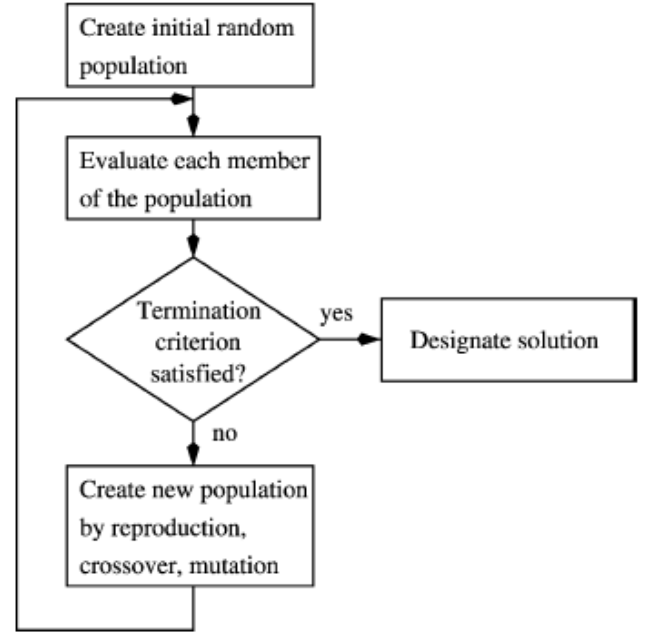 Create initial random
population
Evaluate each member
of the population
Termination
criterion
satisfied?
yes
Designate solution
no
Create new population
by reproduction,
crossover, mutation